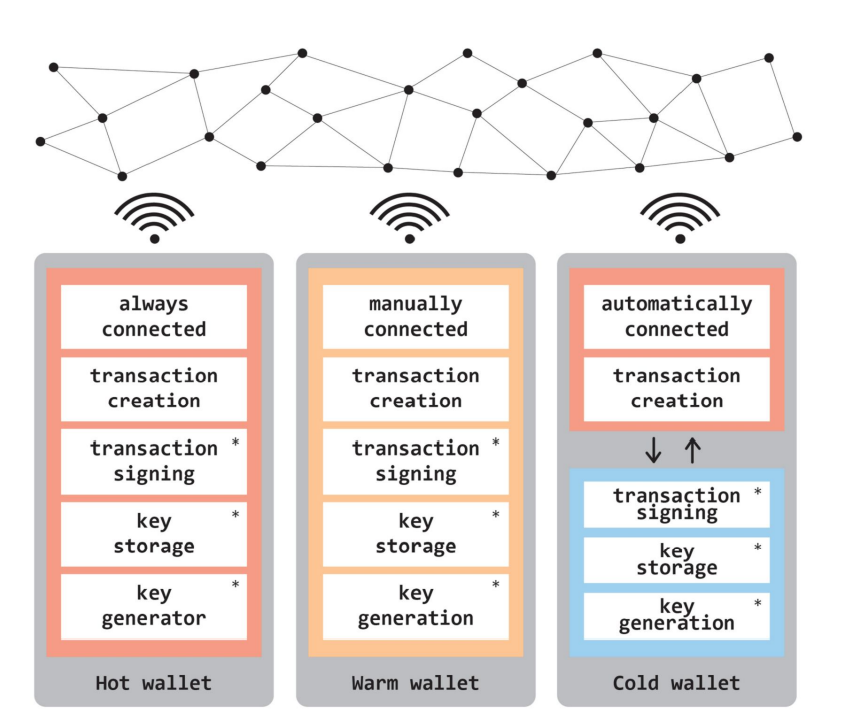 always
connected
transaction
creation
transaction *
signing
key *
storage
key *
generator
Hot wallet
manually
connected
transaction
creation
transaction *
signing
key *
storage
key *
generation
Warm wallet
automatically
connected
transaction
creation
transaction *
signing
key *
storage
key *
generation
Cold wallet